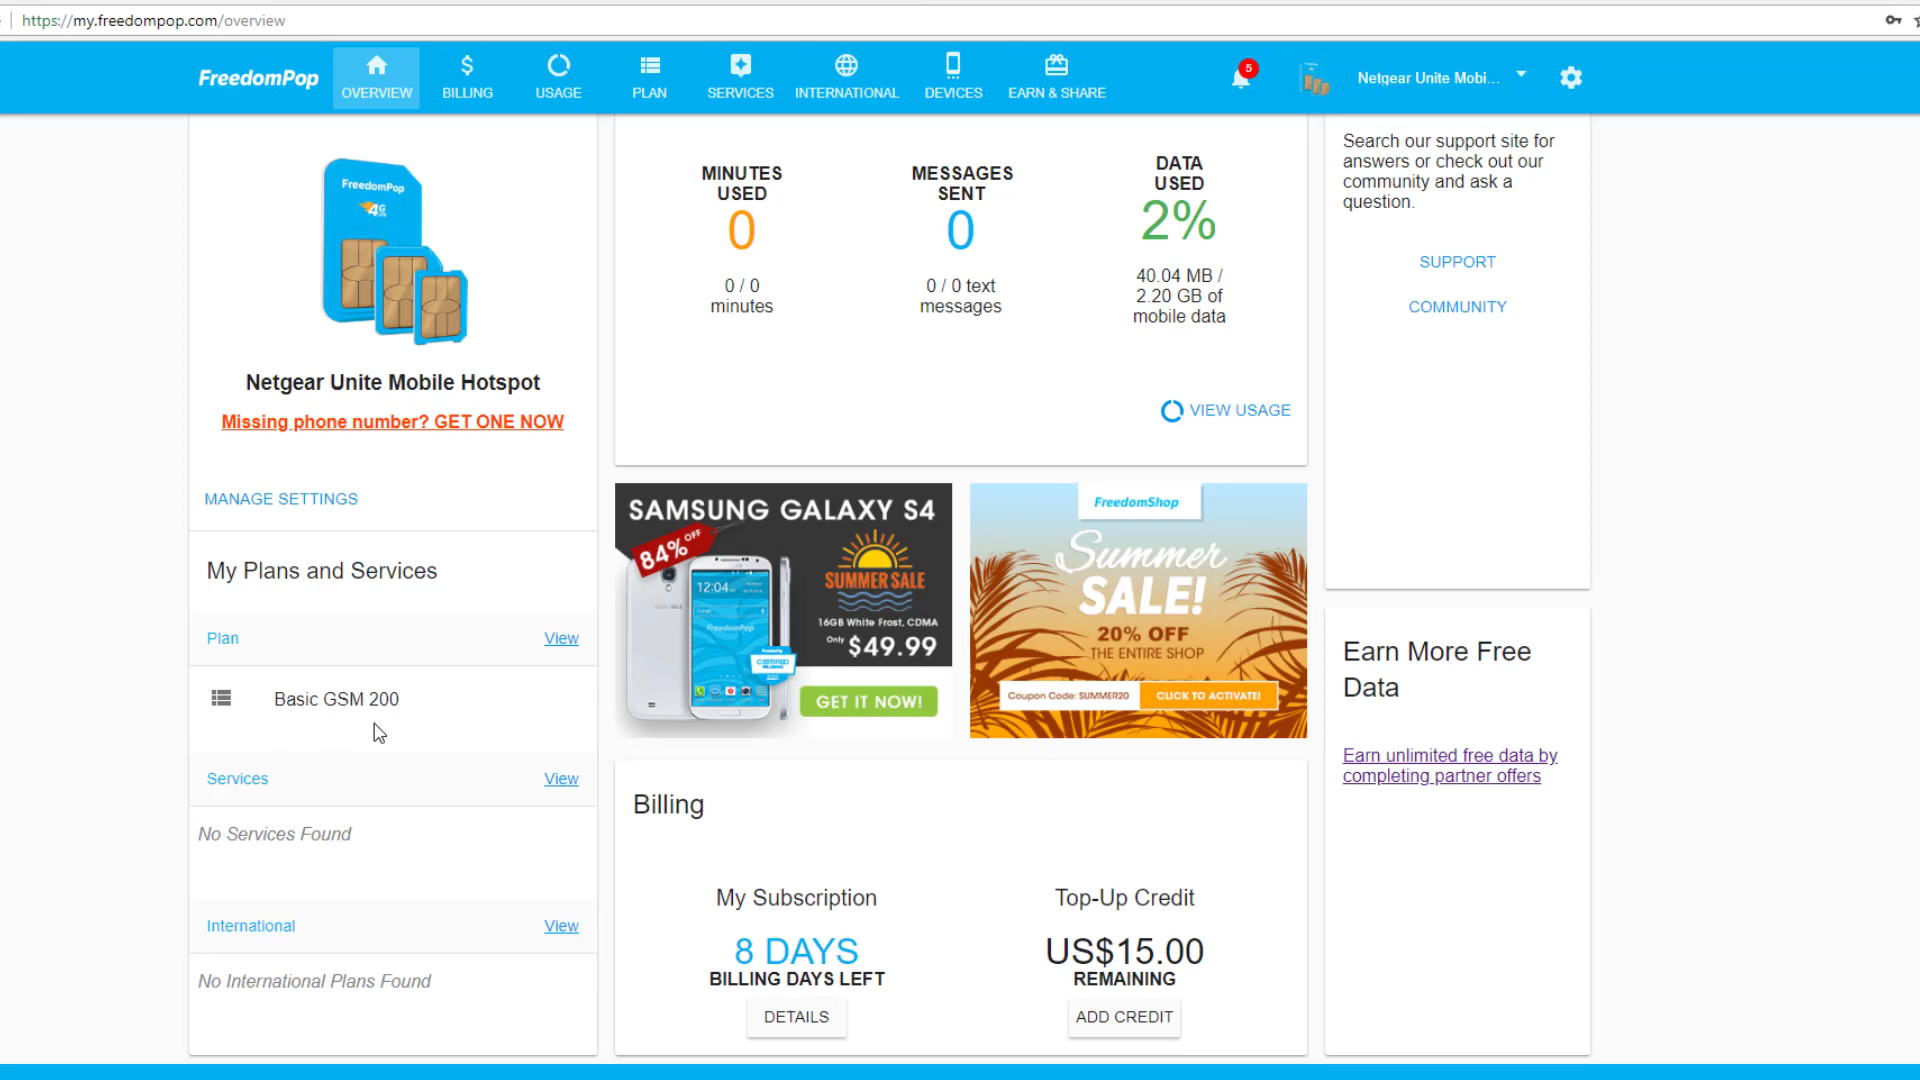 https://my.freedompop.com/overview
FreedomPop
OVERVIEW
BILLING
USAGE
PLAN
SERVICES
INTERNATIONAL
DEVICES
EARN & SHARE
5
Netgear Unite Mobi...
FreedomPop
4G
Netgear Unite Mobile Hotspot
Missing phone number? GET ONE NOW
MANAGE SETTINGS
My Plans and Services
Plan
View
Basic GSM 200
Services
View
No Services Found
International
View
No International Plans Found
MINUTES
USED
0
0 / 0
minutes
MESSAGES
SENT
0
0 / 0 text
messages
DATA
USED
2%
40.04 MB /
2.20 GB of
mobile data
VIEW USAGE
SAMSUNG GALAXY S4
84% OFF
12:04
FreedomPop
SUMMER SALE
16GB White Frost, CDMA
Only $49.99
GET IT NOW!
FreedomShop
Summer
SALE!
20% OFF
THE ENTIRE SHOP
Coupon Code: SUMMER20
CLICK TO ACTIVATE!
Billing
My Subscription
8 DAYS
BILLING DAYS LEFT
DETAILS
Top-Up Credit
US$15.00
REMAINING
ADD CREDIT
Search our support site for
answers or check out our
community and ask a
question.
SUPPORT
COMMUNITY
Earn More Free
Data
Earn unlimited free data by
completing partner offers